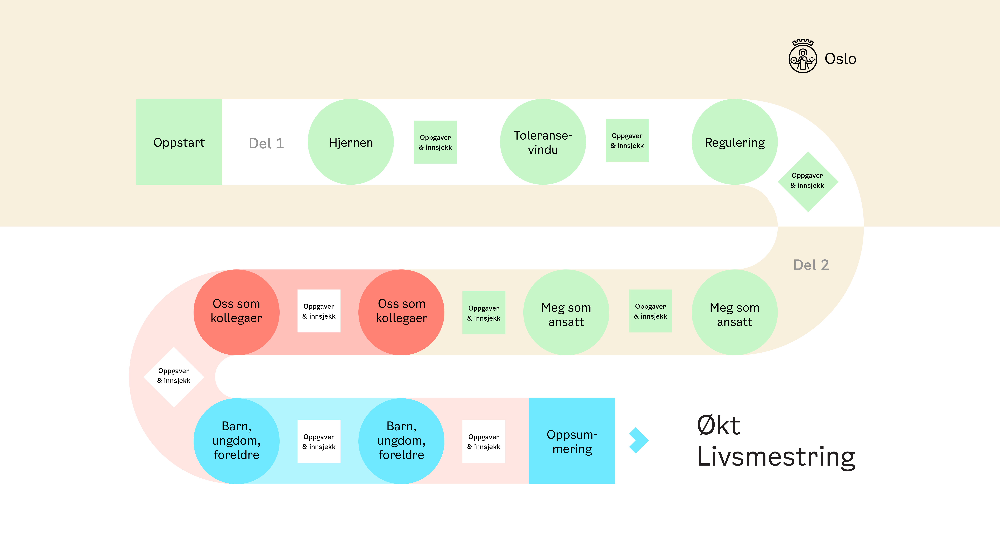 Oslo
Oppstart
Del 1
Hjernen
Oppgaver
& innsjekk
Toleranse-
vindu
Oppgaver
& innsjekk
Regulering
Oppgaver
& innsjekk
Del 2
Meg som
ansatt
Oppgaver
& innsjekk
Meg som
ansatt
Oppgaver
& innsjekk
Oss som
kollegaer
Oppgaver
& innsjekk
Oss som
kollegaer
Oppgaver
& innsjekk
Barn,
ungdom,
foreldre
Oppgaver
& innsjekk
Barn,
ungdom,
foreldre
Oppgaver
& innsjekk
Oppsum-
mering
Økt
Livsmestring